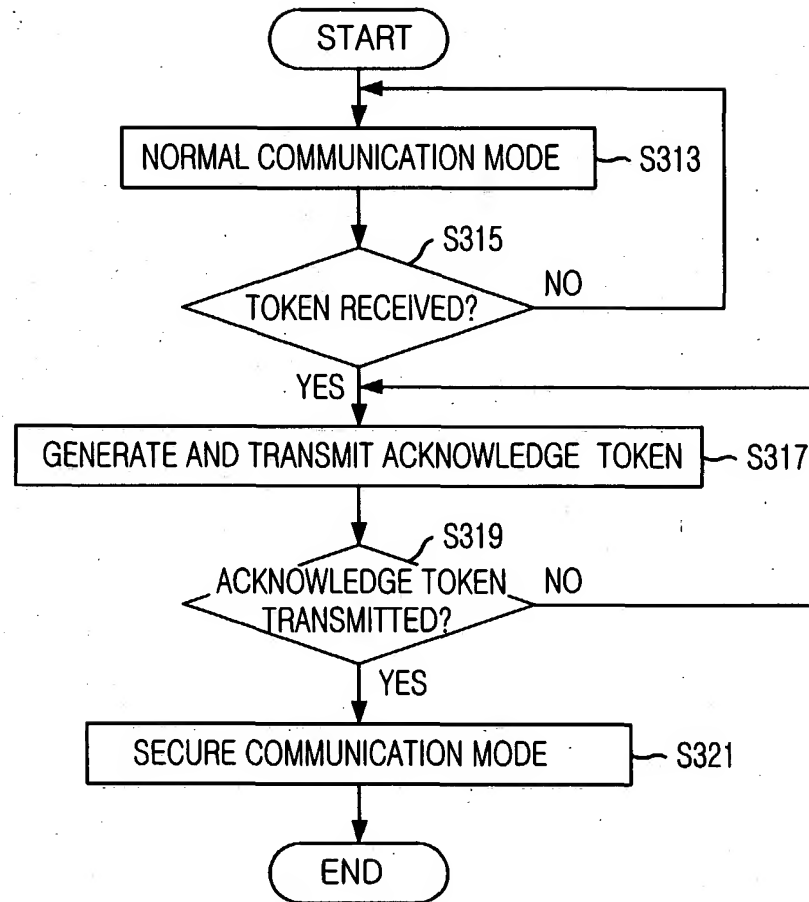 START
NORMAL COMMUNICATION MODE
S313
S315
TOKEN RECEIVED?
NO
YES
GENERATE AND TRANSMIT ACKNOWLEDGE TOKEN
S317
S319
ACKNOWLEDGE TOKEN
TRANSMITTED?
NO
YES
SECURE COMMUNICATION MODE
S321
END